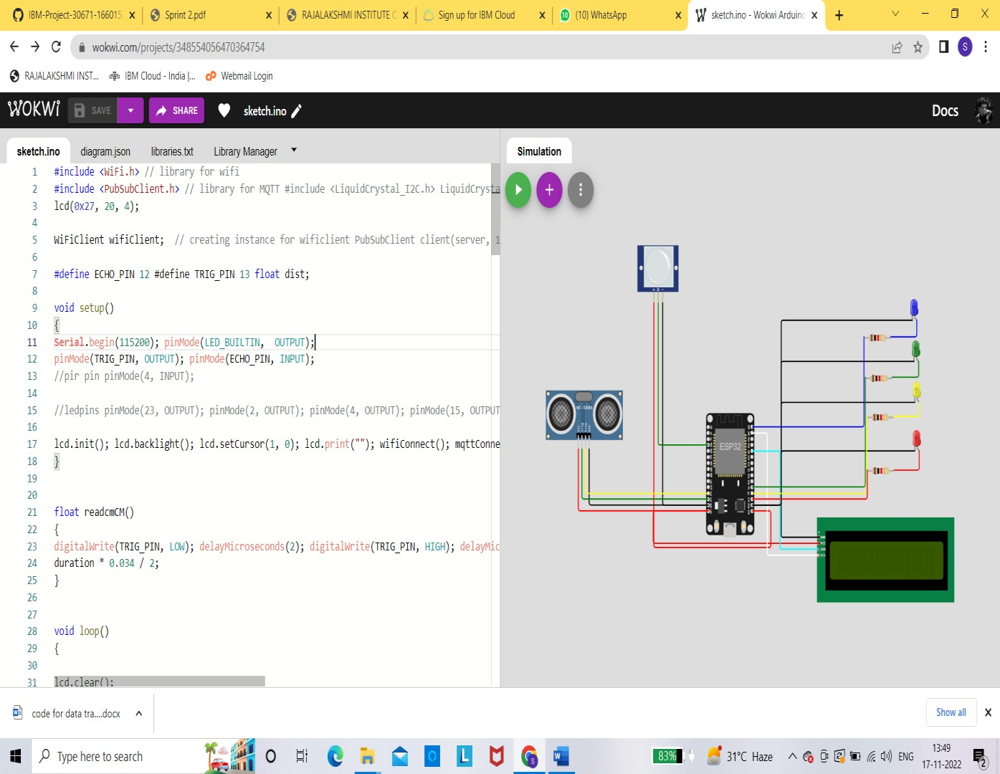 IBM-Project-30671-166015
Sprint 2.pdf
RAJALAKSHMI INSTITUTE O
Sign up for IBM Cloud
(10) WhatsApp
sketch.ino - Wokwi Arduino
wokwi.com/projects/348554056470364754
S
RAJALAKSHMI INST...
IBM Cloud - India |...
Webmail Login
WOKWi
SAVE
SHARE
sketch.ino
Docs
sketch.ino
diagram.json
libraries.txt
Library Manager
Simulation
1 #include <WiFi.h> // library for wifi
2 #include <PubSubClient.h> // library for MQTT #include <LiquidCrystal_I2C.h> LiquidCrysta
3 lcd(0x27, 20, 4);
4
5 WiFiClient wifiClient; // creating instance for wificlient PubSubClient client(server, 1
6
7 #define ECHO_PIN 12 #define TRIG_PIN 13 float dist;
8
9 void setup()
10 {
11 Serial.begin(115200); pinMode(LED_BUILTIN, OUTPUT);
12 pinMode(TRIG_PIN, OUTPUT); pinMode(ECHO_PIN, INPUT);
13 //pir pin pinMode(4, INPUT);
14
15 //ledpins pinMode(23, OUTPUT); pinMode(2, OUTPUT); pinMode(4, OUTPUT); pinMode(15, OUTPUT
16
17 lcd.init(); lcd.backlight(); lcd.setCursor(1, 0); lcd.print(""); wifiConnect(); mqttConne
18 }
19
20
21 float readcmCM()
22 {
23 digitalWrite(TRIG_PIN, LOW); delayMicroseconds(2); digitalWrite(TRIG_PIN, HIGH); delayMic
24 duration * 0.034 / 2;
25 }
26
27
28 void loop()
29 {
30
31 lcd.clear();
HC-SR04
ESP32
code for data tra....docx
Show all
Type here to search
83%
31°C Haze
ENG
13:49
17-11-2022
2